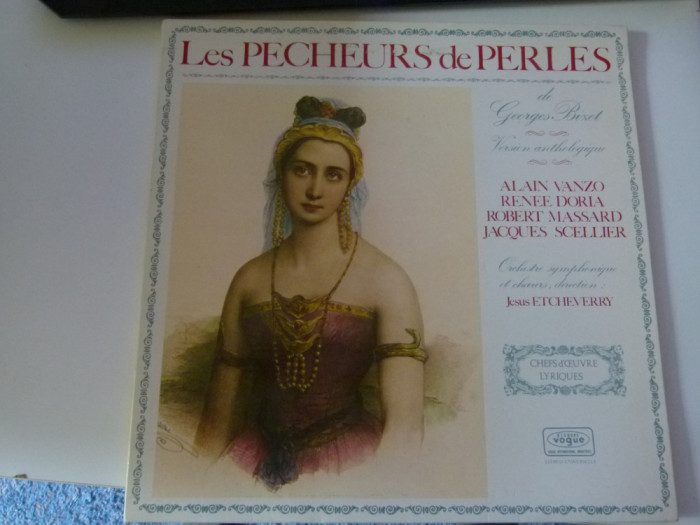 Les PECHEURS de PERLES
de
Georges Bizet
Version anthologique
ALAIN VANZO
RENEE DORIA
ROBERT MASSARD
JACQUES SCELLIER
Orchestre symphonique
et chœurs, direction :
Jesus ETCHEVERRY
CHEFS d'ŒUVRE
LYRIQUES
vogue